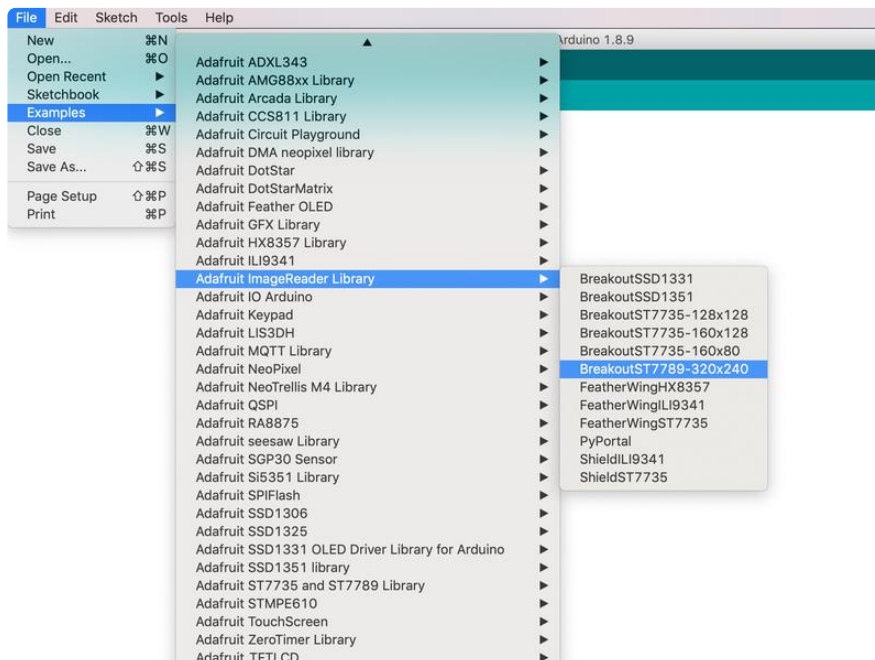 File Edit Sketch Tools Help
Arduino 1.8.9
New ⌘N
Open... ⌘O
Open Recent ▶
Sketchbook ▶
Examples ▶
Close ⌘W
Save ⌘S
Save As... ⇧⌘S
Page Setup ⇧⌘P
Print ⌘P
Adafruit ADXL343
Adafruit AMG88xx Library
Adafruit Arcada Library
Adafruit CCS811 Library
Adafruit Circuit Playground
Adafruit DMA neopixel library
Adafruit DotStar
Adafruit DotStarMatrix
Adafruit Feather OLED
Adafruit GFX Library
Adafruit HX8357 Library
Adafruit ILI9341
Adafruit ImageReader Library
Adafruit IO Arduino
Adafruit Keypad
Adafruit LIS3DH
Adafruit MQTT Library
Adafruit NeoPixel
Adafruit NeoTrellis M4 Library
Adafruit QSPI
Adafruit RA8875
Adafruit seesaw Library
Adafruit SGP30 Sensor
Adafruit Si5351 Library
Adafruit SPIFlash
Adafruit SSD1306
Adafruit SSD1325
Adafruit SSD1331 OLED Driver Library for Arduino
Adafruit SSD1351 library
Adafruit ST7735 and ST7789 Library
Adafruit STMPE610
Adafruit TouchScreen
Adafruit ZeroTimer Library
Adafruit TFTLCD
BreakoutSSD1331
BreakoutSSD1351
BreakoutST7735-128x128
BreakoutST7735-160x128
BreakoutST7735-160x80
BreakoutST7789-320x240
FeatherWingHX8357
FeatherWingILI9341
FeatherWingST7735
PyPortal
ShieldILI9341
ShieldST7735